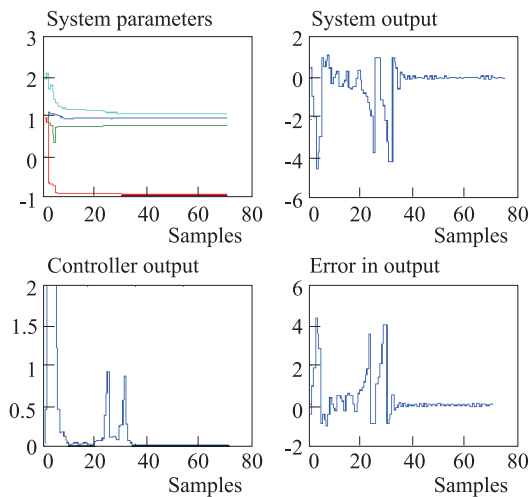 System parameters
3
2
1
0
-1
0 20 40 60 80
Samples
System output
2
0
-2
-4
-6
0 20 40 60 80
Samples
Controller output
2
1.5
1
0.5
0
0 20 40 60 80
Samples
Error in output
6
4
2
0
-2
0 20 40 60 80
Samples